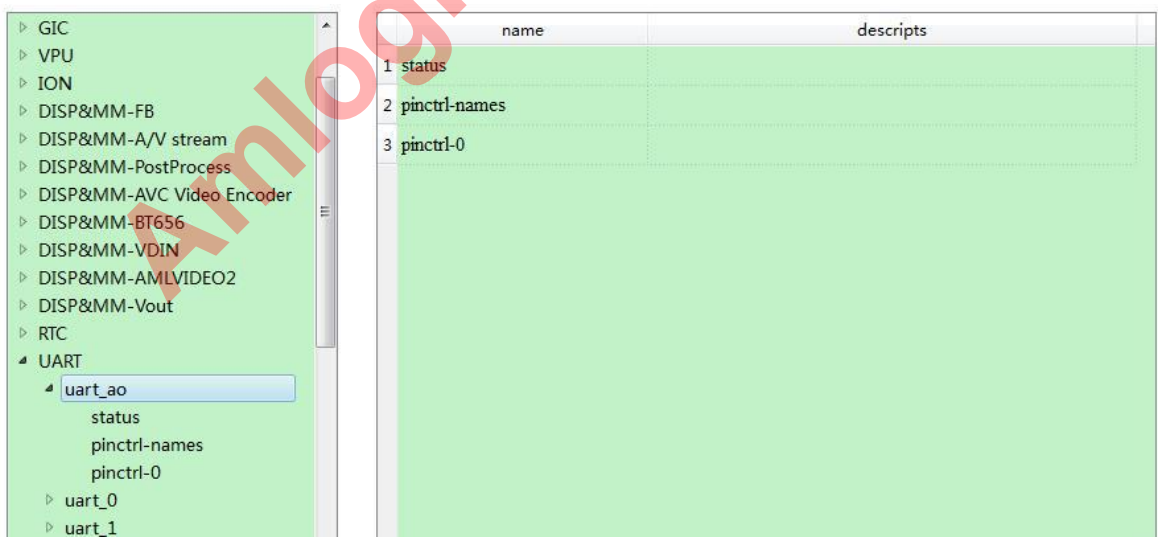 GIC
VPU
ION
DISP&MM-FB
DISP&MM-A/V stream
DISP&MM-PostProcess
DISP&MM-AVC Video Encoder
DISP&MM-BT656
DISP&MM-VDIN
DISP&MM-AMLVIDEO2
DISP&MM-Vout
RTC
UART
uart_ao
status
pinctrl-names
pinctrl-0
uart_0
uart_1
name descripts
1 status
2 pinctrl-names
3 pinctrl-0
Amlog